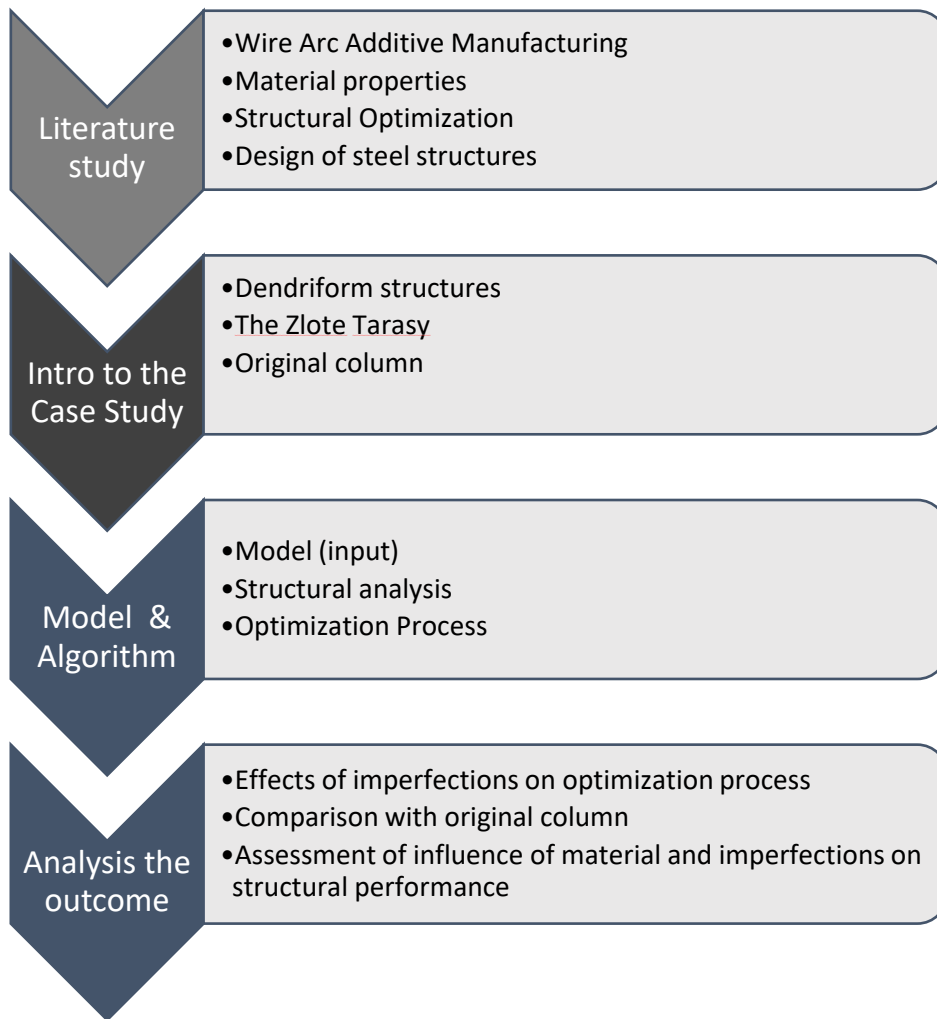 Literature
study
•Wire Arc Additive Manufacturing
•Material properties
•Structural Optimization
•Design of steel structures
Intro to the
Case Study
•Dendriform structures
•The Zlote Tarasy
•Original column
Model & 
Algorithm
•Model (input)
•Structural analysis
•Optimization Process
Analysis the
outcome
•Effects of imperfections on optimization process
•Comparison with original column
•Assessment of influence of material and imperfections on
structural performance